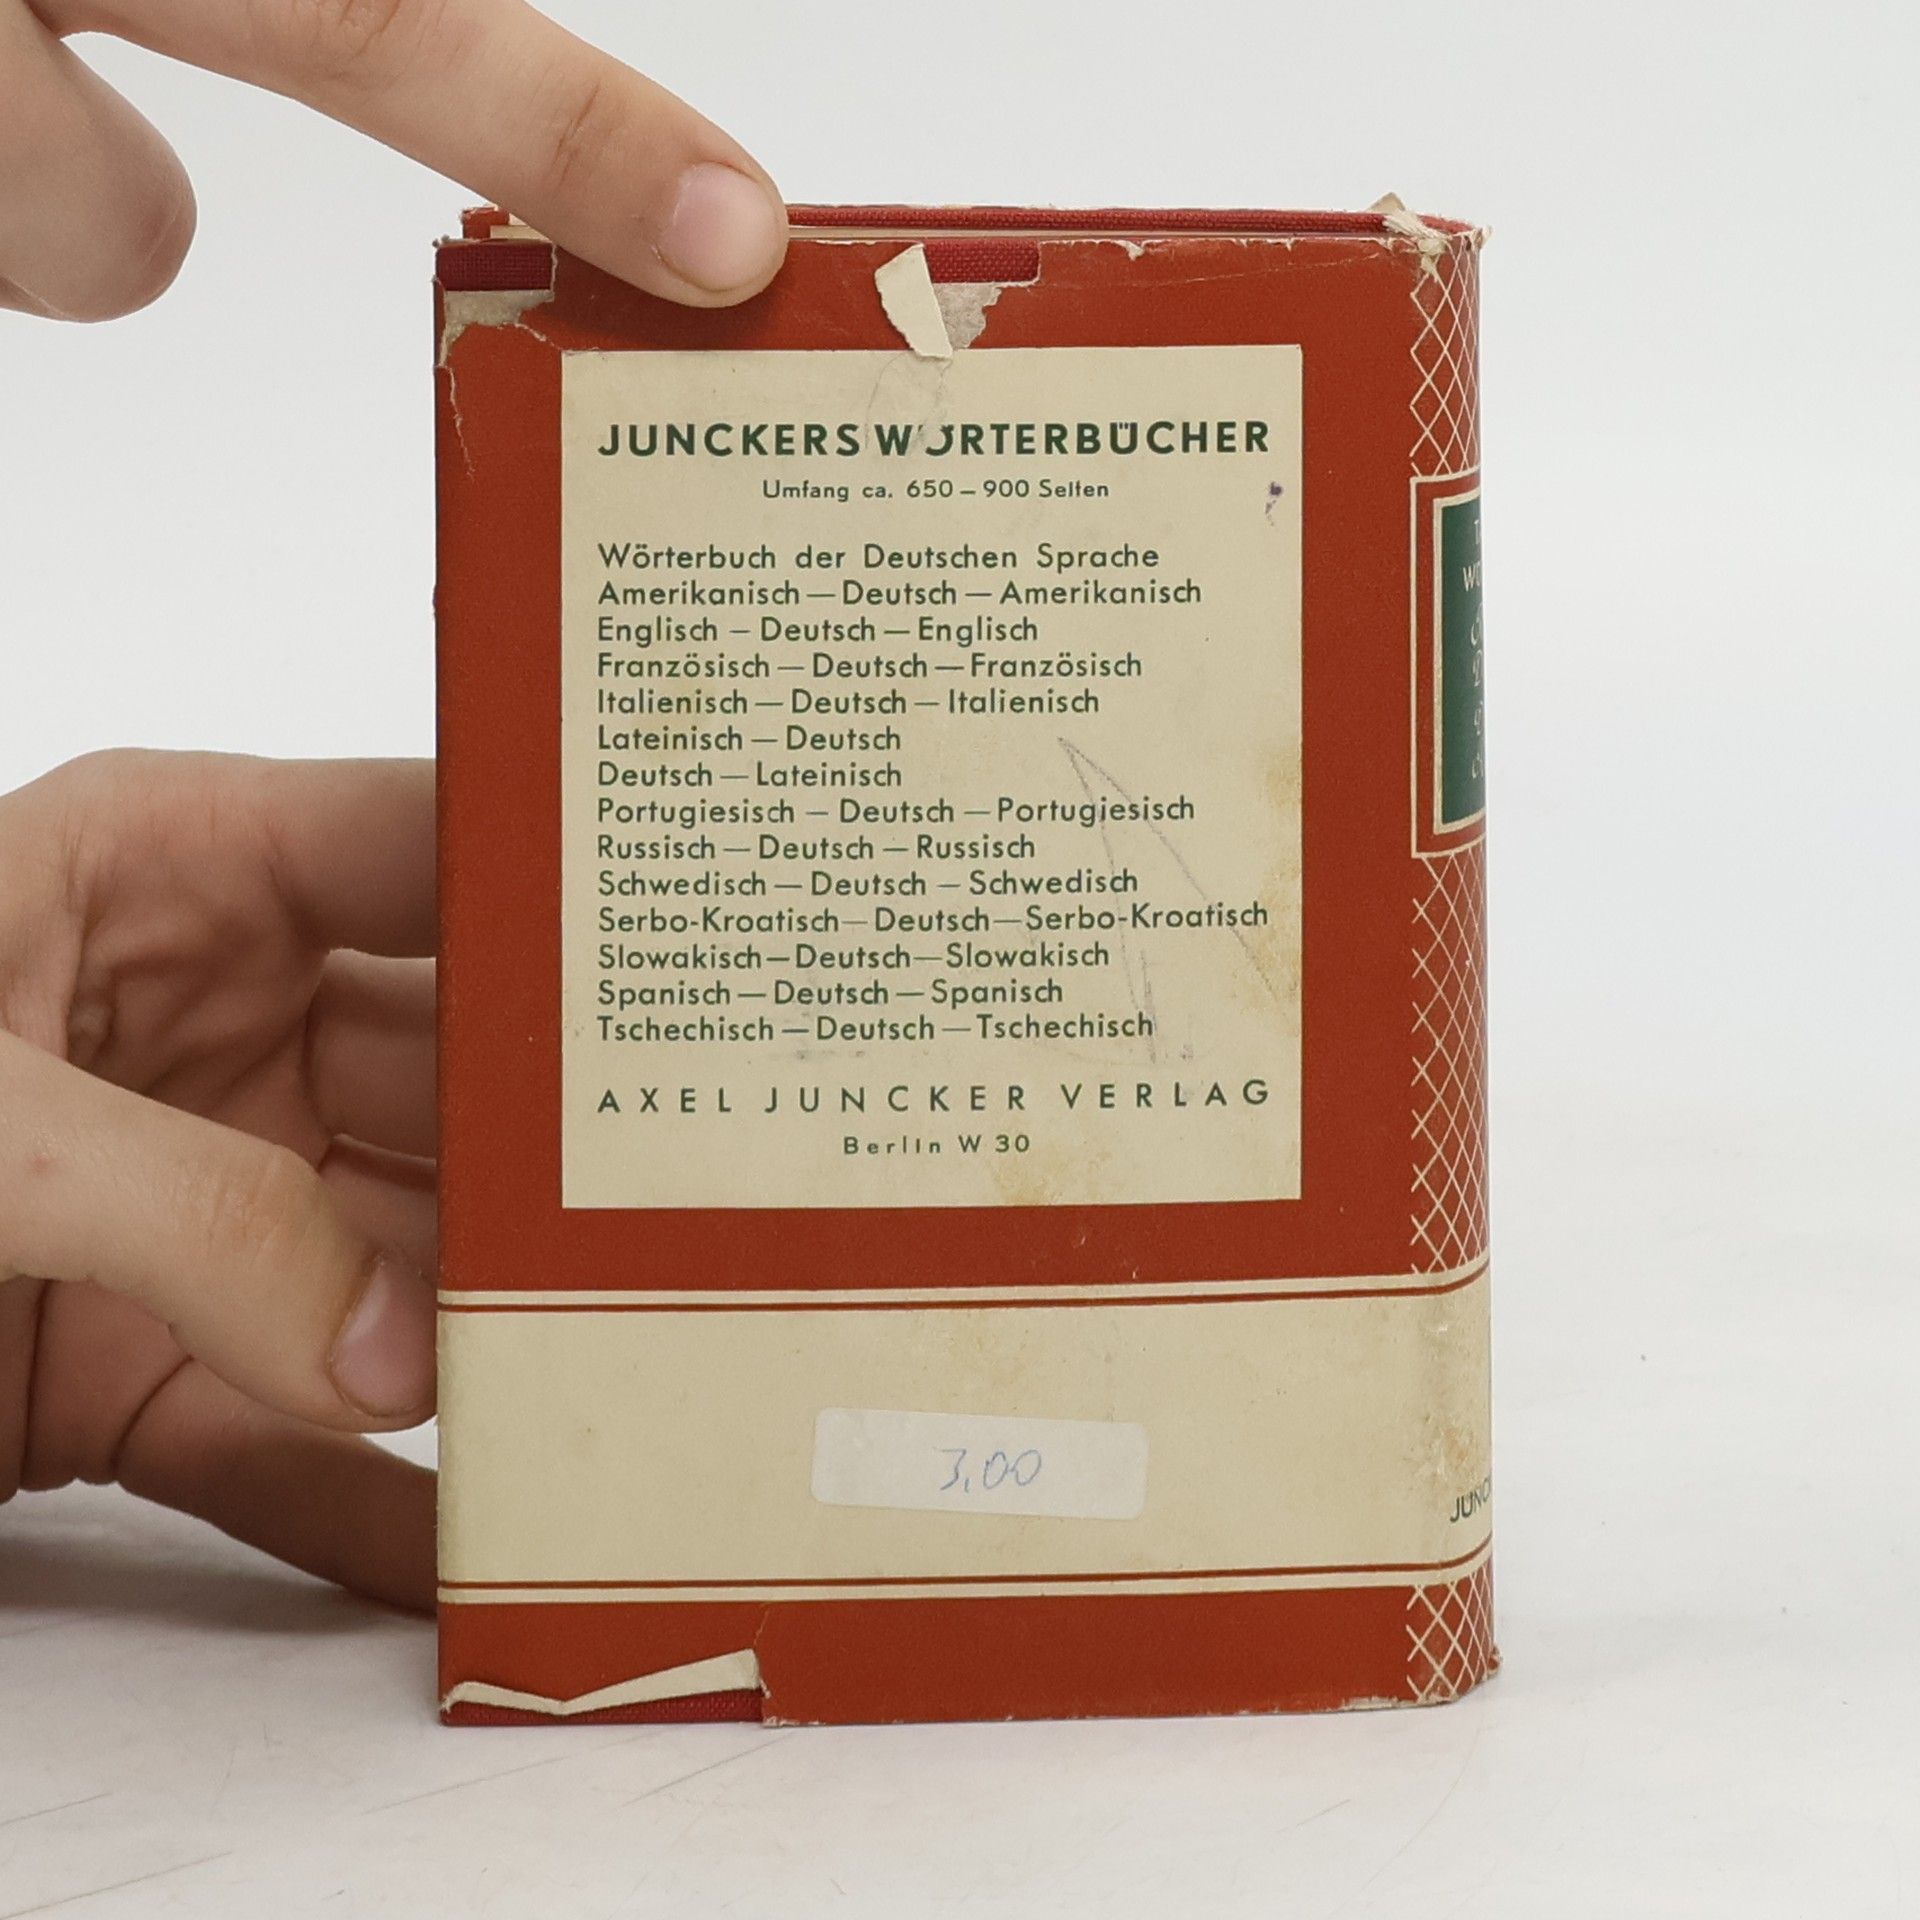 JUNCKERS WÖRTERBÜCHER
Umfang ca. 650 – 900 Seiten
Wörterbuch der Deutschen Sprache
Amerikanisch — Deutsch — Amerikanisch
Englisch — Deutsch — Englisch
Französisch — Deutsch — Französisch
Italienisch — Deutsch — Italienisch
Lateinisch — Deutsch
Deutsch — Lateinisch
Portugiesisch — Deutsch — Portugiesisch
Russisch — Deutsch — Russisch
Schwedisch — Deutsch — Schwedisch
Serbo-Kroatisch — Deutsch — Serbo-Kroatisch
Slowakisch — Deutsch — Slowakisch
Spanisch — Deutsch — Spanisch
Tschechisch — Deutsch — Tschechisch
AXEL JUNCKER VERLAG
Berlin W 30
3,00